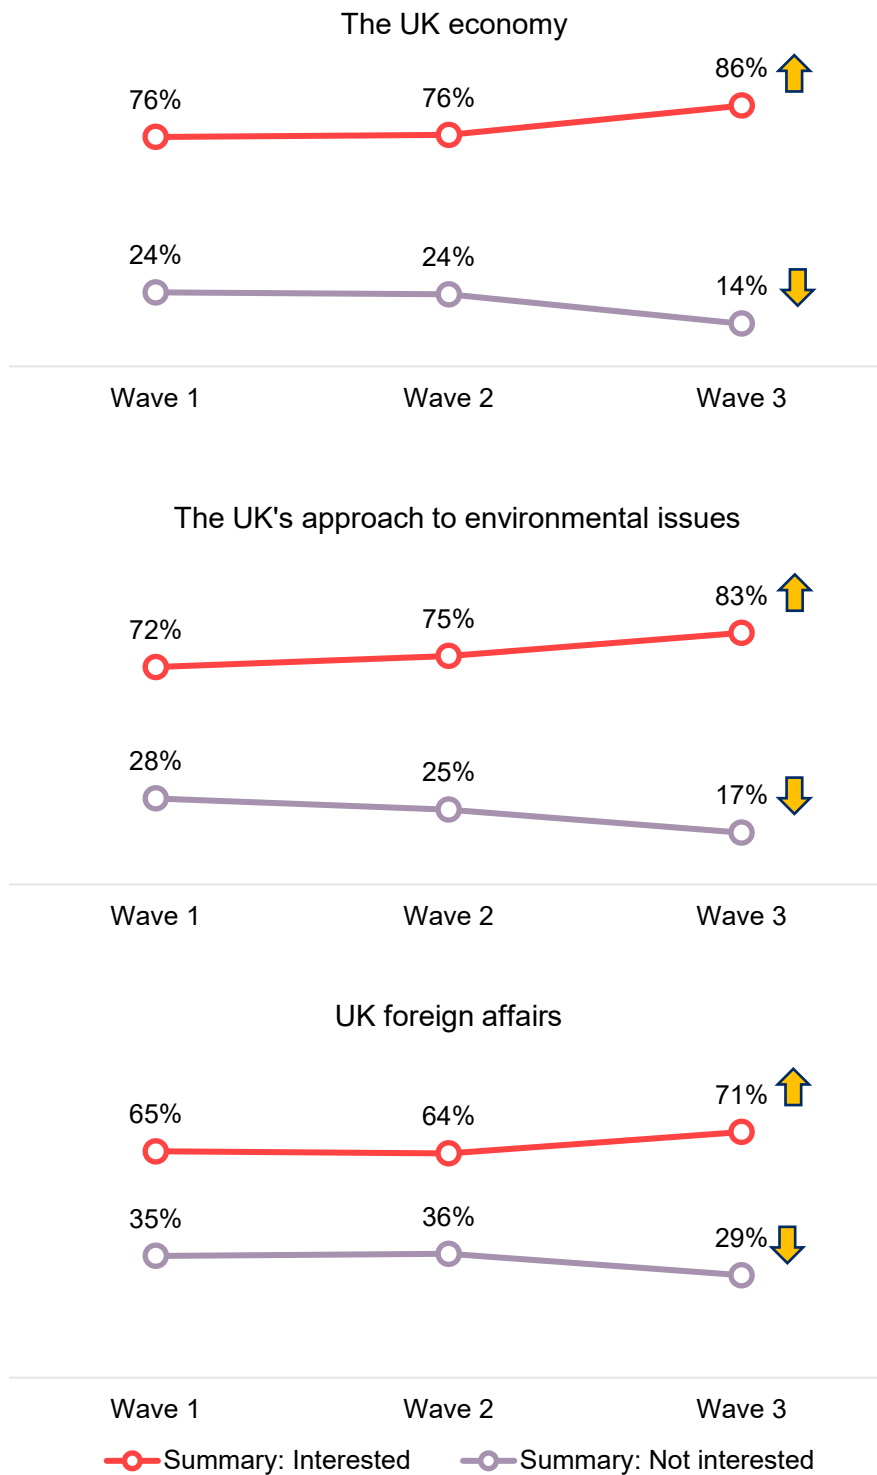 The UK economy
76% 76% 86%
24% 24% 14%
Wave 1 Wave 2 Wave 3
The UK's approach to environmental issues
72% 75% 83%
28% 25% 17%
Wave 1 Wave 2 Wave 3
UK foreign affairs
65% 64% 71%
35% 36% 29%
Wave 1 Wave 2 Wave 3
Summary: Interested Summary: Not interested